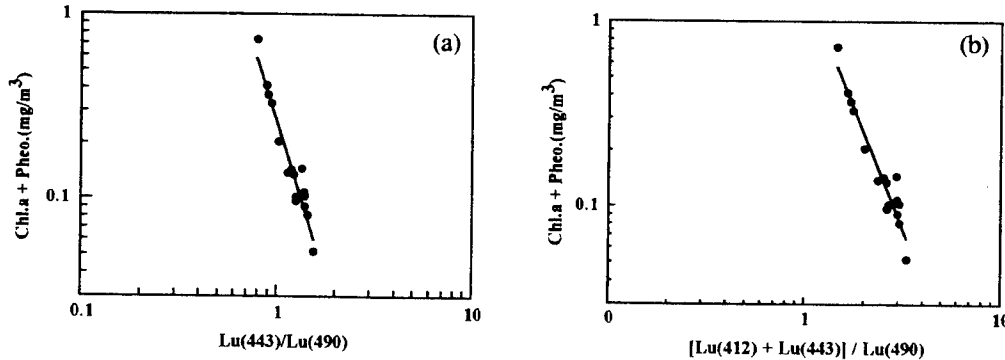 1
(a)
Chl.a + Pheo.(mg/m³)
0.1
0.1
1
10
Lu(443)/Lu(490)
1
(b)
Chl.a + Pheo.(mg/m³)
0.1
0
1
10
[Lu(412) + Lu(443)] / Lu(490)